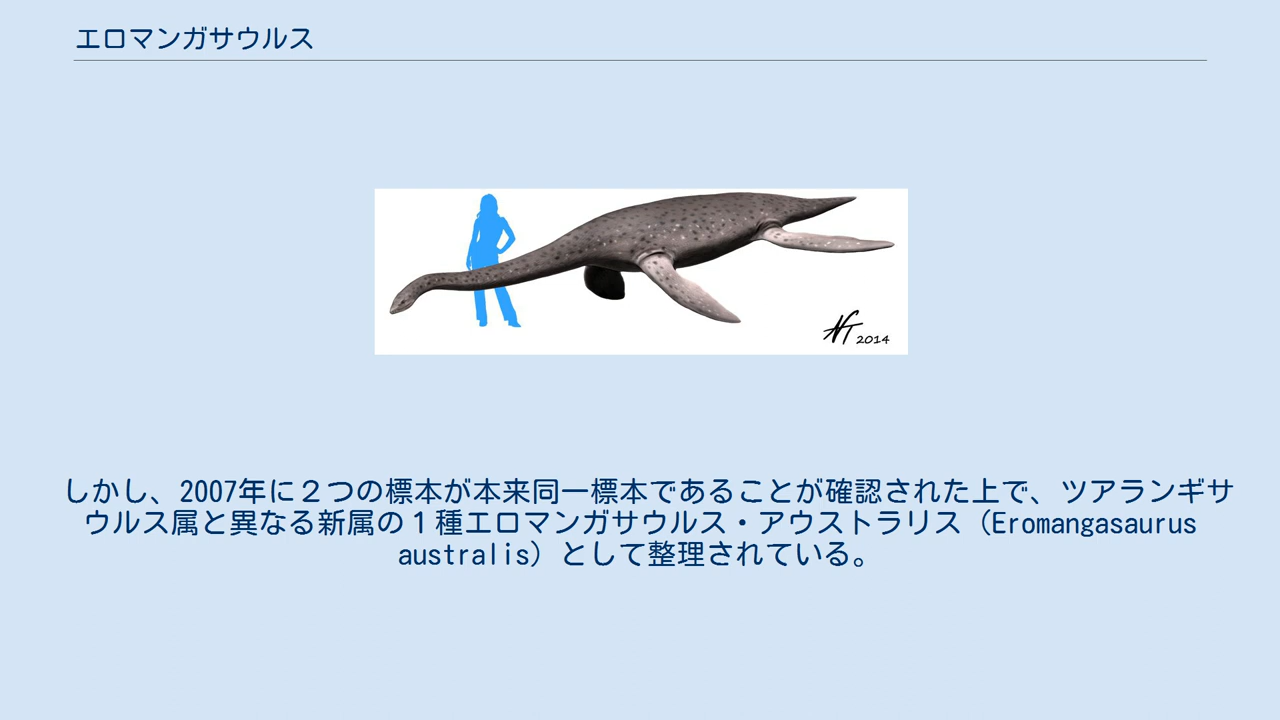 エロマンガサウルス
NT 2014
しかし、2007年に２つの標本が本来同一標本であることが確認された上で、ツアランギサ
ウルス属と異なる新属の１種エロマンガサウルス・アウストラリス（Eromangasaurus
australis）として整理されている。